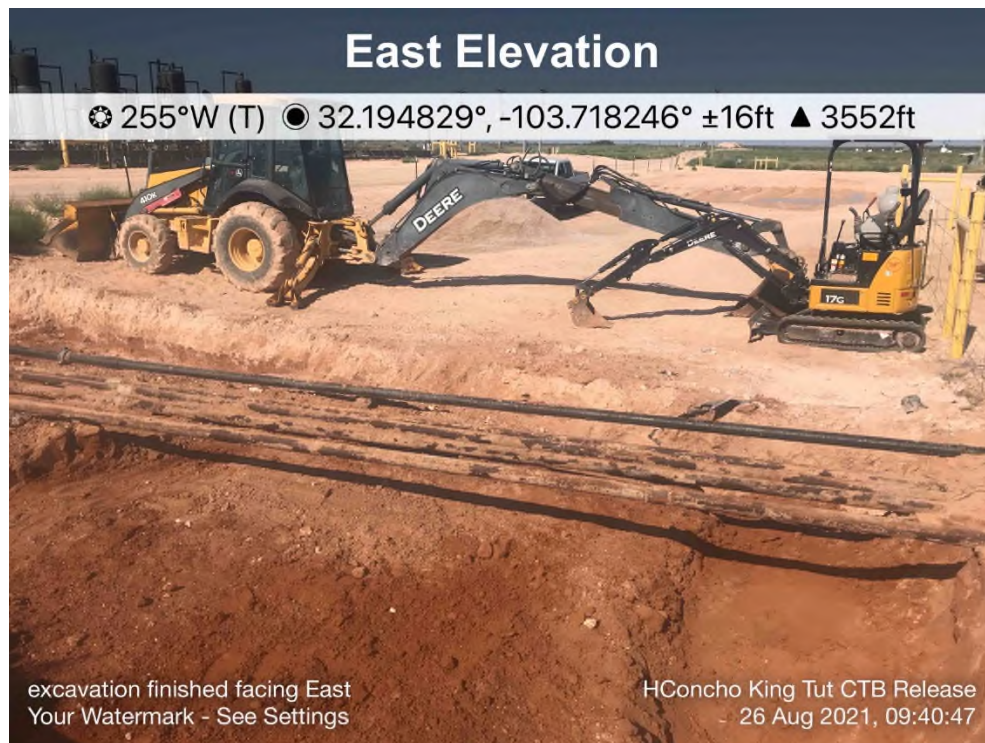 East Elevation
255°W (T) 32.194829°, -103.718246° ±16ft ▲ 3552ft
410K
DEERE
DEERE
17G
excavation finished facing East
Your Watermark - See Settings
HConcho King Tut CTB Release
26 Aug 2021, 09:40:47